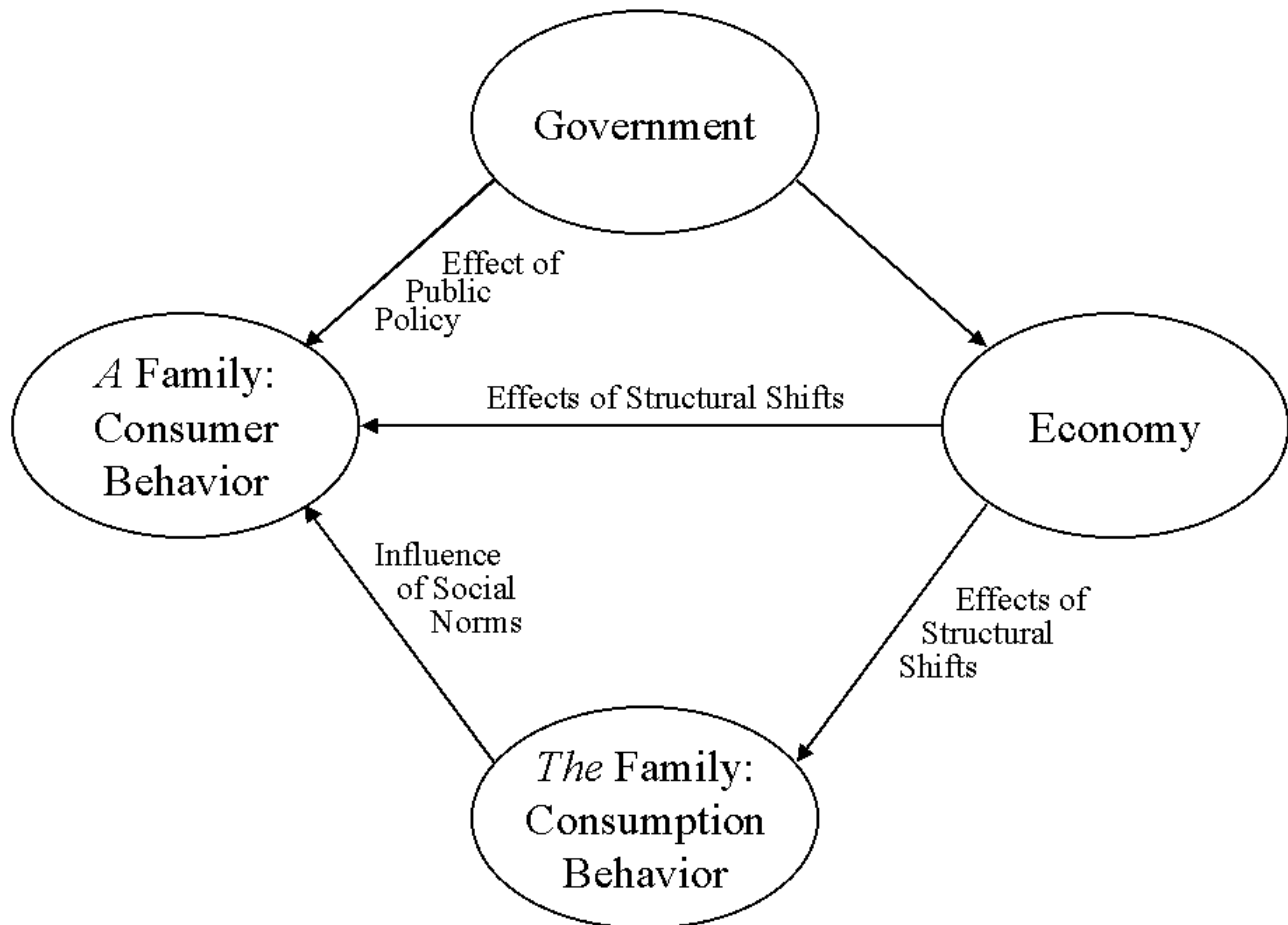 Government
Effect of
Public
Policy
A Family:
Consumer
Behavior
Effects of Structural Shifts
Economy
Influence
of Social
Norms
Effects of
Structural
Shifts
The Family:
Consumption
Behavior